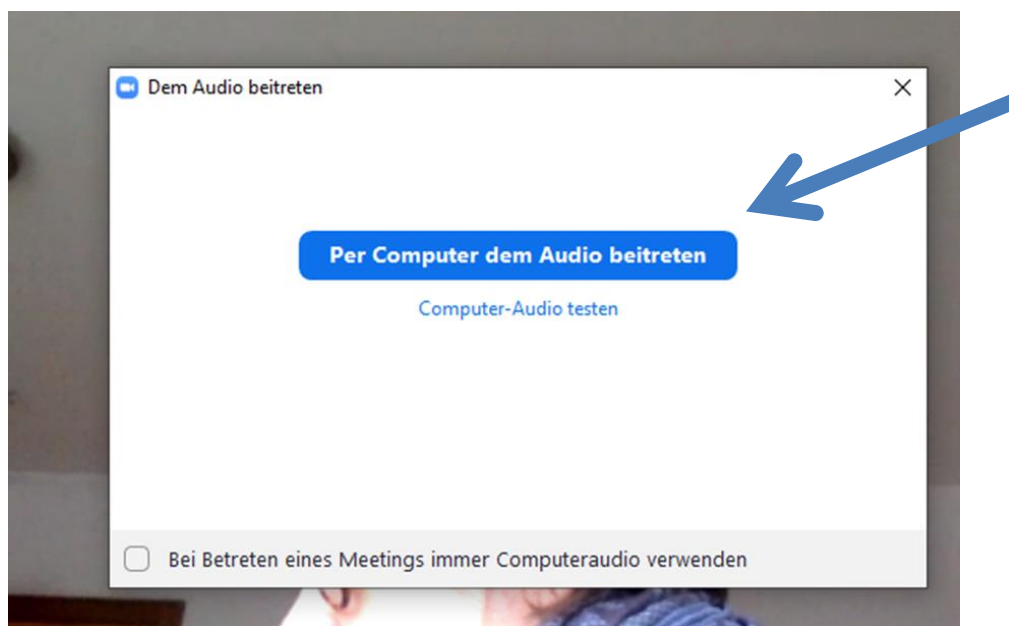 Dem Audio beitreten
Per Computer dem Audio beitreten
Computer-Audio testen
Bei Betreten eines Meetings immer Computeraudio verwenden